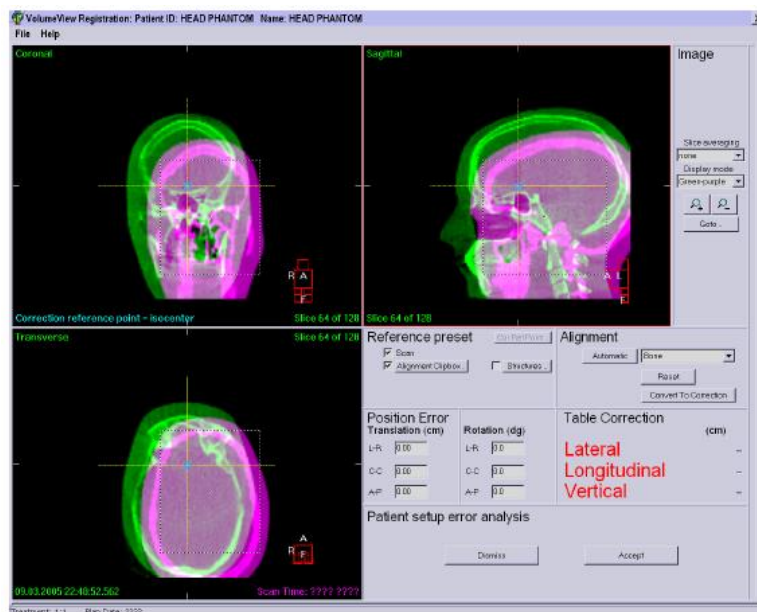 VolumeView Registration: Patient ID: HEAD PHANTOM Name: HEAD PHANTOM
File Help
Coronal
R A
F
Correction reference point - isocenter
Slice 64 of 128
Sagittal
A L
F
Slice 64 of 128
Image
Slice averaging
none
Display mode
Green-purple
Goto..
Transverse
Slice 64 of 128
A
R F
09.03.2005 22:48:52.562
Scan Time: ???? ????
Reference preset
Scan
Alignment Clipbox..
Structures..
Alignment
Automatic
Bone
Reset
Convert To Correction
Position Error
Translation (cm)
Rotation (dg)
L-R 0.00 L-R 0.0
C-C 0.00 C-C 0.0
A-P 0.00 A-P 0.0
Table Correction
(cm)
Lateral --
Longitudinal --
Vertical --
Patient setup error analysis
Dismiss
Accept